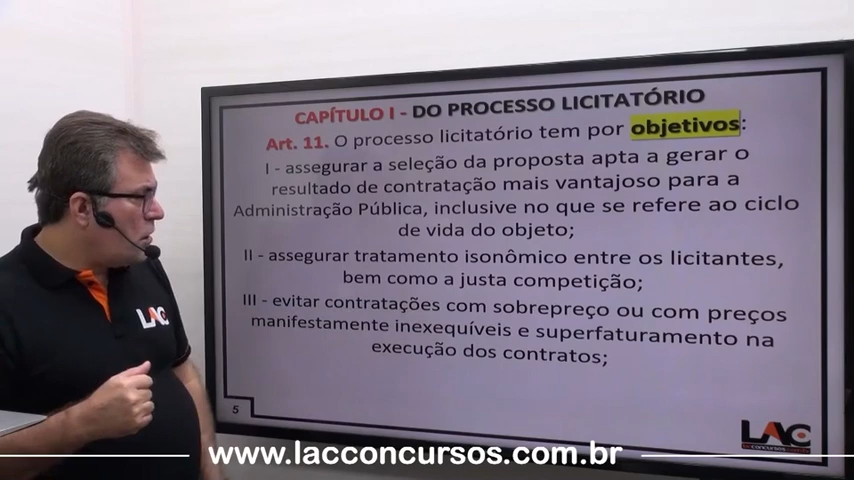 CAPÍTULO I - DO PROCESSO LICITATÓRIO
Art. 11. O processo licitatório tem por objetivos:
I - assegurar a seleção da proposta apta a gerar o
resultado de contratação mais vantajoso para a
Administração Pública, inclusive no que se refere ao ciclo
de vida do objeto;
II - assegurar tratamento isonômico entre os licitantes,
bem como a justa competição;
III - evitar contratações com sobrepreço ou com preços
manifestamente inexequíveis e superfaturamento na
execução dos contratos;
LAC
5
LAC
LACCONCURSOS
www.lacconcursos.com.br